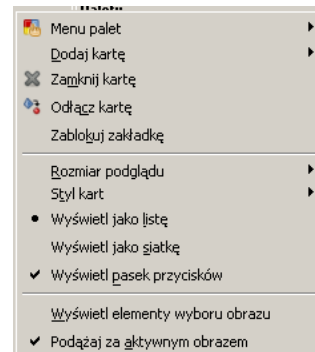 Menu palet
Dodaj kartę
Zamknij kartę
Odłącz kartę
Zablokuj zakładkę
Rozmiar podglądu
Styl kart
Wyświetl jako listę
Wyświetl jako siatkę
Wyświetl pasek przycisków
Wyświetl elementy wyboru obrazu
Podążaj za aktywnym obrazem